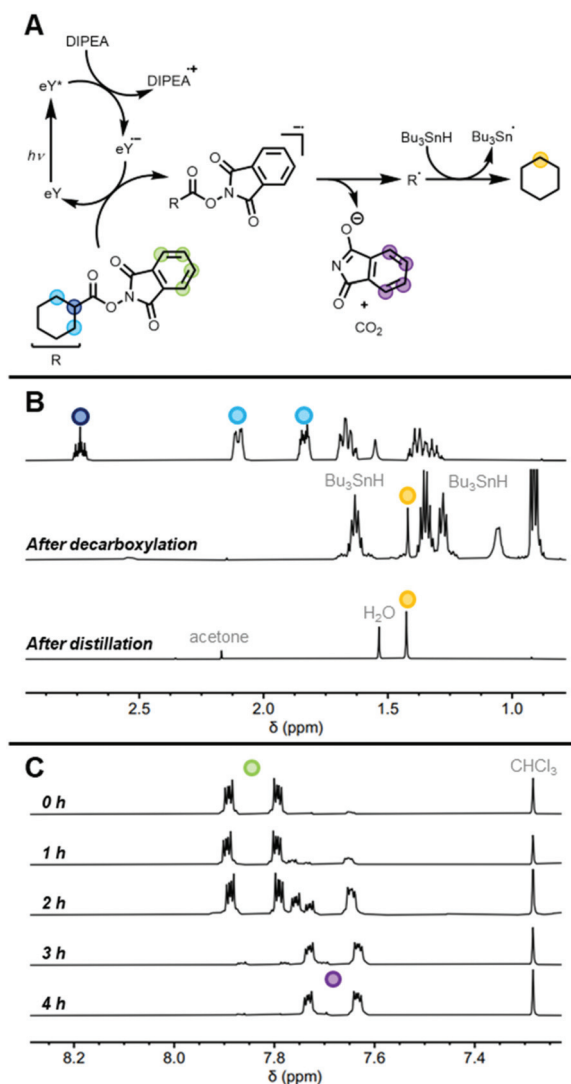 A
DIPEA
eY*
DIPEA•+
eY•−
hν
eY
R
O
O
N
O
O
−•
R
O
O
N
O
O
R•
Bu3SnH
Bu3Sn•
⊖
O
N
O
+
CO2
B
Bu3SnH
Bu3SnH
After decarboxylation
H2O
acetone
After distillation
2.5
2.0
1.5
1.0
δ (ppm)
C
CHCl3
0 h
1 h
2 h
3 h
4 h
8.2
8.0
7.8
7.6
7.4
δ (ppm)